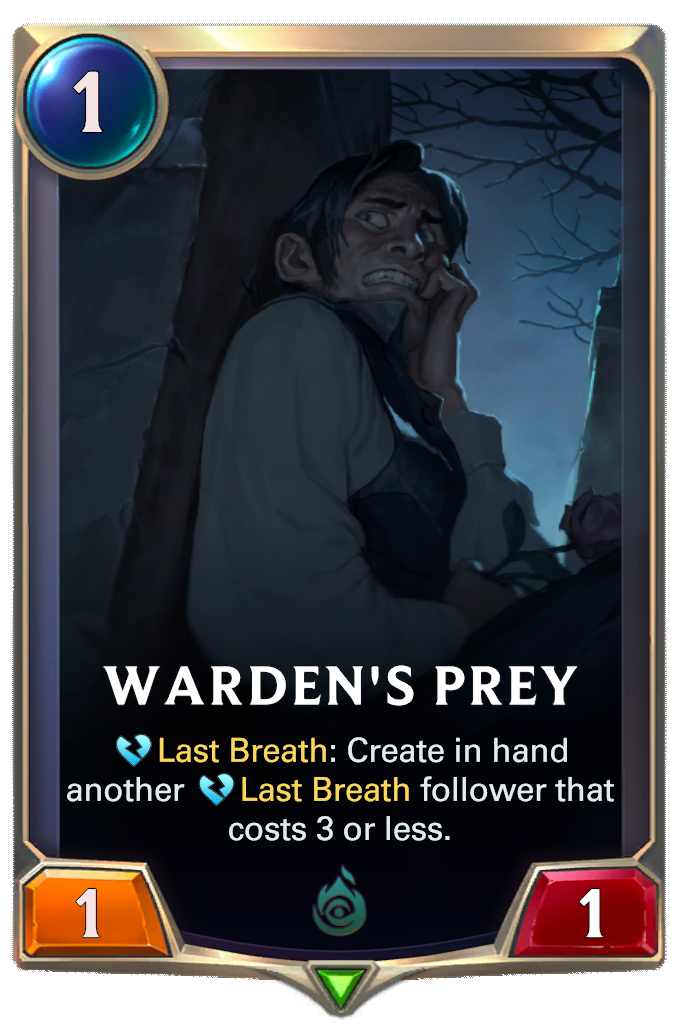 1
WARDEN'S PREY
Last Breath: Create in hand
another Last Breath follower that
costs 3 or less.
1 1